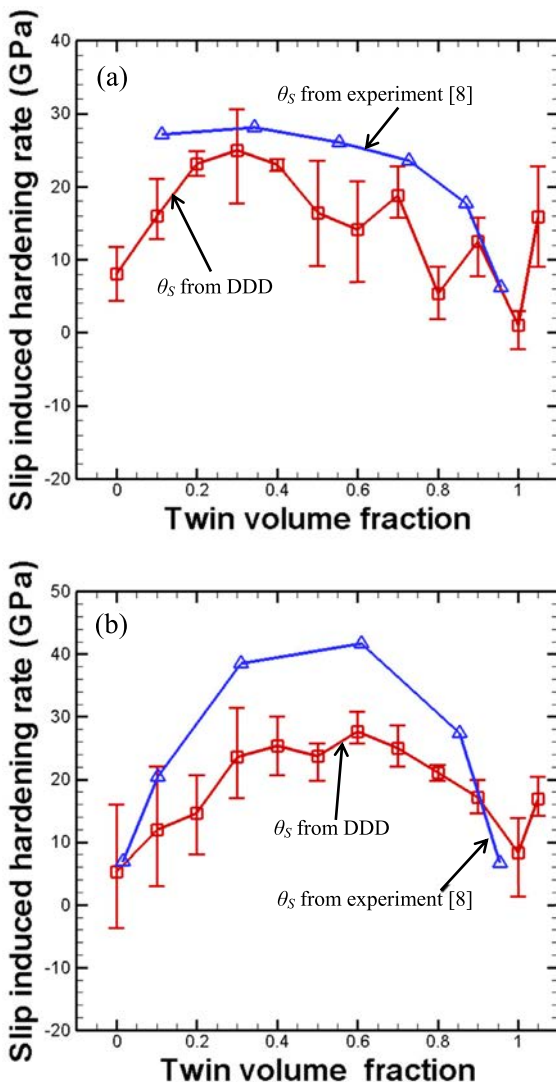 40
(a)
θS from experiment [8]
30
20
10
θS from DDD
0
-10
-20
0 0.2 0.4 0.6 0.8 1
Slip induced hardening rate (GPa)
Twin volume fraction
50
(b)
40
30
20
θS from DDD
10
θS from experiment [8]
0
-10
-20
0 0.2 0.4 0.6 0.8 1
Slip induced hardening rate (GPa)
Twin volume fraction